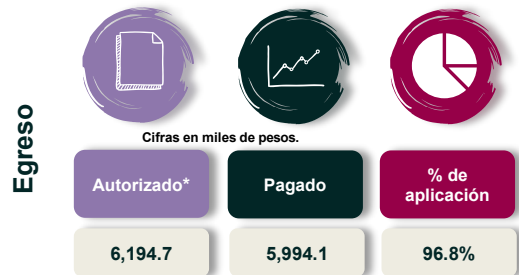 Egreso
Cifras en miles de pesos.
Autorizado*
Pagado
% de
aplicación
6,194.7
5,994.1
96.8%